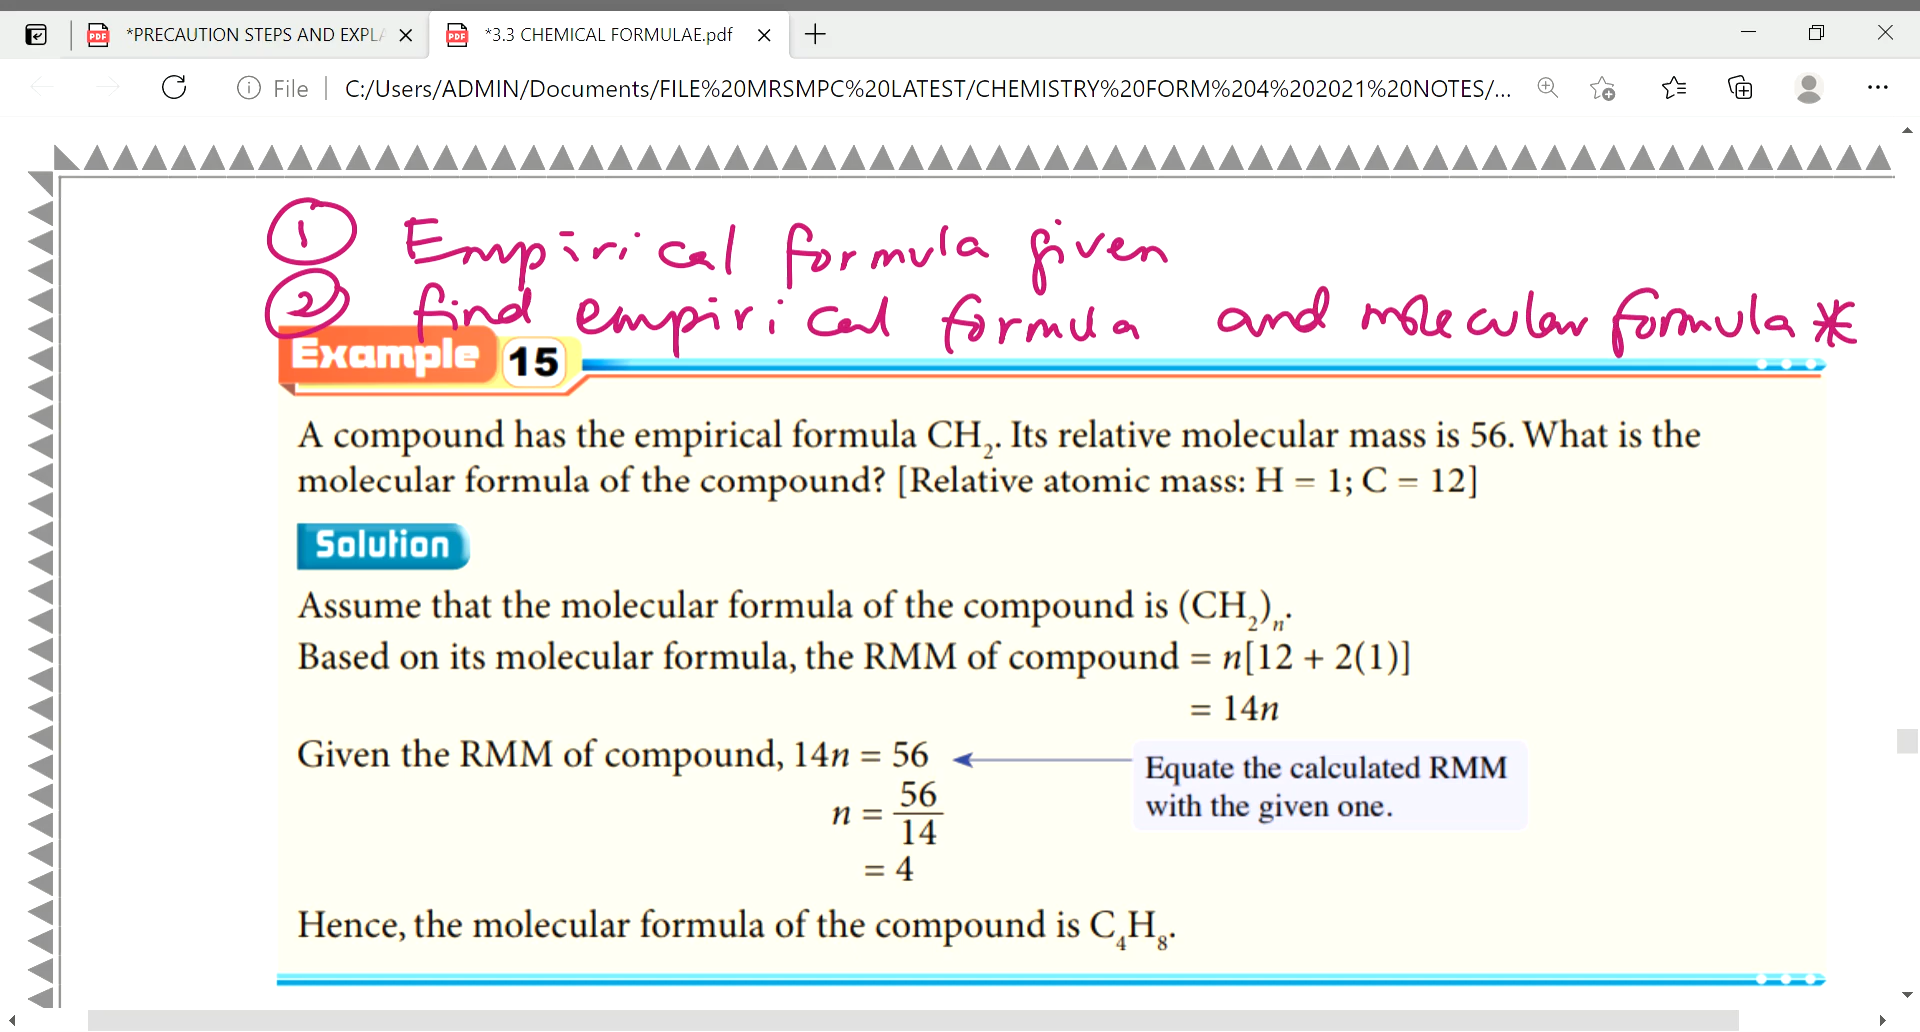 *PRECAUTION STEPS AND EXPLA
*3.3 CHEMICAL FORMULAE.pdf
File | C:/Users/ADMIN/Documents/FILE%20MRSMPC%20LATEST/CHEMISTRY%20FORM%204%202021%20NOTES/...
① Empirical formula given
② find empirical formula and molecular formula *
Example 15
A compound has the empirical formula CH₂. Its relative molecular mass is 56. What is the
molecular formula of the compound? [Relative atomic mass: H = 1; C = 12]
Solution
Assume that the molecular formula of the compound is (CH₂)ₙ.
Based on its molecular formula, the RMM of compound = n[12 + 2(1)]
= 14n
Given the RMM of compound, 14n = 56
Equate the calculated RMM
with the given one.
n = 56/14
= 4
Hence, the molecular formula of the compound is C₄H₈.